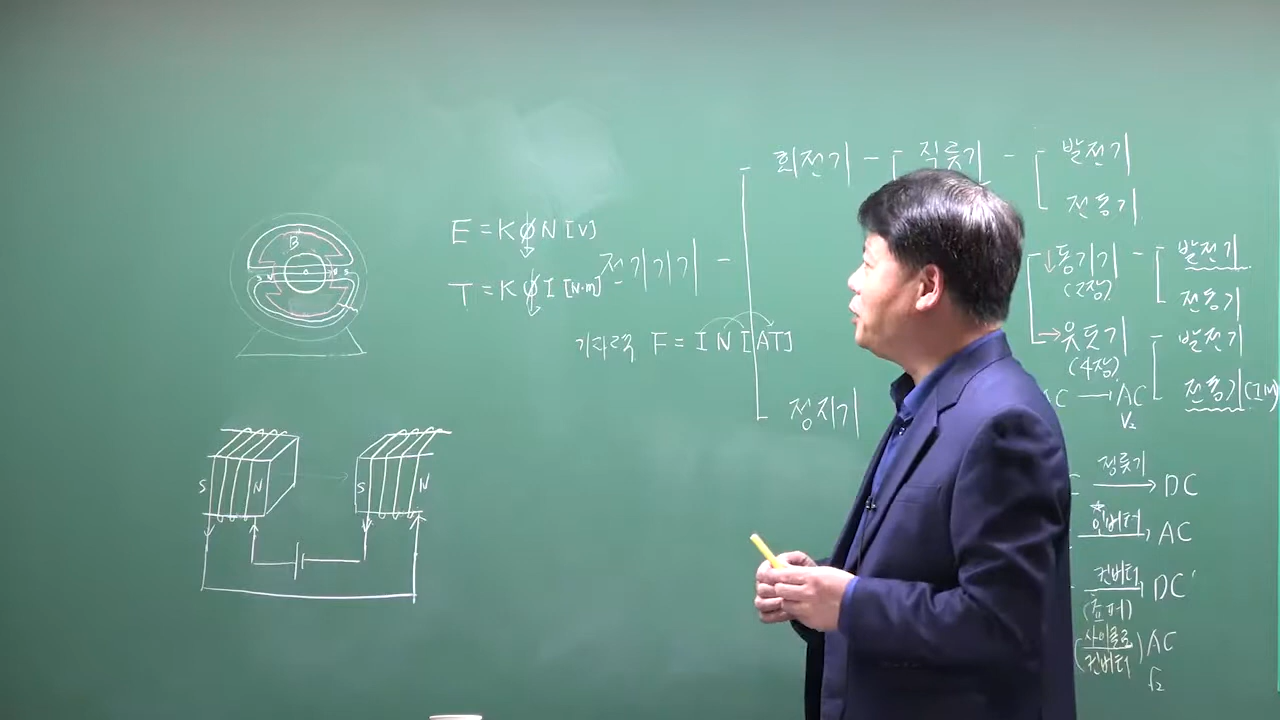 B
S N N S
E = KϕN [V]
T = KϕI [N·m]
기자력 F = I N [AT]
S N S N
전기기기
회전기 직류기 발전기
전동기
동기기 발전기
(2장) 전동기
유도기 발전기
(4장) 전동기 (IM)
정지기
AC → AC
V₂
정류기
C → DC
인버터 AC
컨버터 DC′
(초퍼)
(사이클로 컨버터) AC
f₂